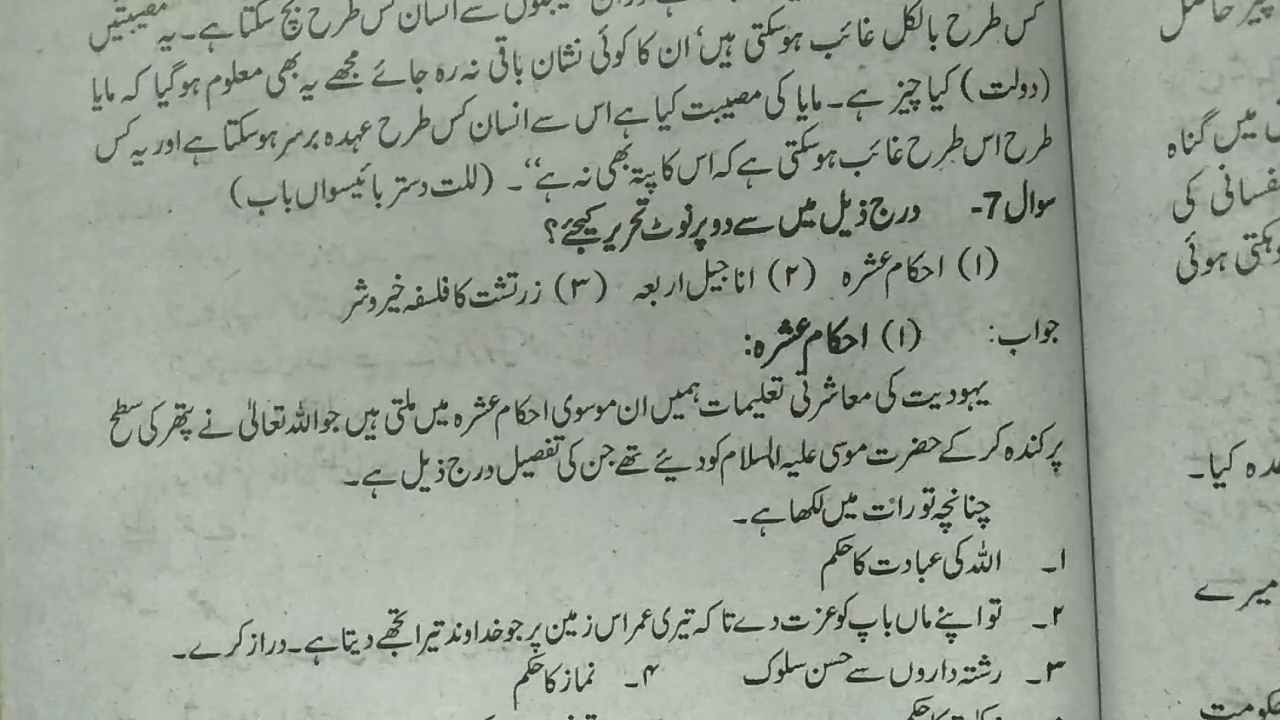 سے انسان کس طرح بچ سکتا ہے۔ یہ مصیبتیں
کس طرح بالکل غائب ہوسکتی ہیں‘ ان کا کوئی نشان باقی نہ رہ جائے مجھے یہ بھی معلوم ہوگیا کہ مایا
(دولت) کیا چیز ہے۔ مایا کی مصیبت کیا ہے اس سے انسان کس طرح عہدہ برسر ہوسکتا ہے اور یہ کس
طرح اس طرح غائب ہوسکتی ہے کہ اس کا پتہ بھی نہ ہے‘‘۔ (للت دستر بائیسواں باب)
سوال 7- درج ذیل میں سے دو پر نوٹ تحریر کیجئے؟
(۱) احکام عشرہ (۲) اناجیل اربعہ (۳) زرتشت کا فلسفہ خیر و شر
جواب: (۱) احکام عشرہ:
یہودیت کی معاشرتی تعلیمات ہمیں ان موسوی احکام عشرہ میں ملتی ہیں جو اللہ تعالیٰ نے پتھر کی سطح
پر کندہ کر کے حضرت موسی علیہ السلام کو دیئے تھے جن کی تفصیل درج ذیل ہے۔
چنانچہ تورات میں لکھا ہے۔
۱۔ اللہ کی عبادت کا حکم
۲۔ تو اپنے ماں باپ کو عزت دے تا کہ تیری عمر اس زمین پر جو خداوند تیرا تجھے دیتا ہے۔ دراز کرے۔
۳۔ رشتہ داروں سے حسن سلوک ۴۔ نماز کا حکم
میں گناہ
کی
ہوئی
کیا۔
میرے